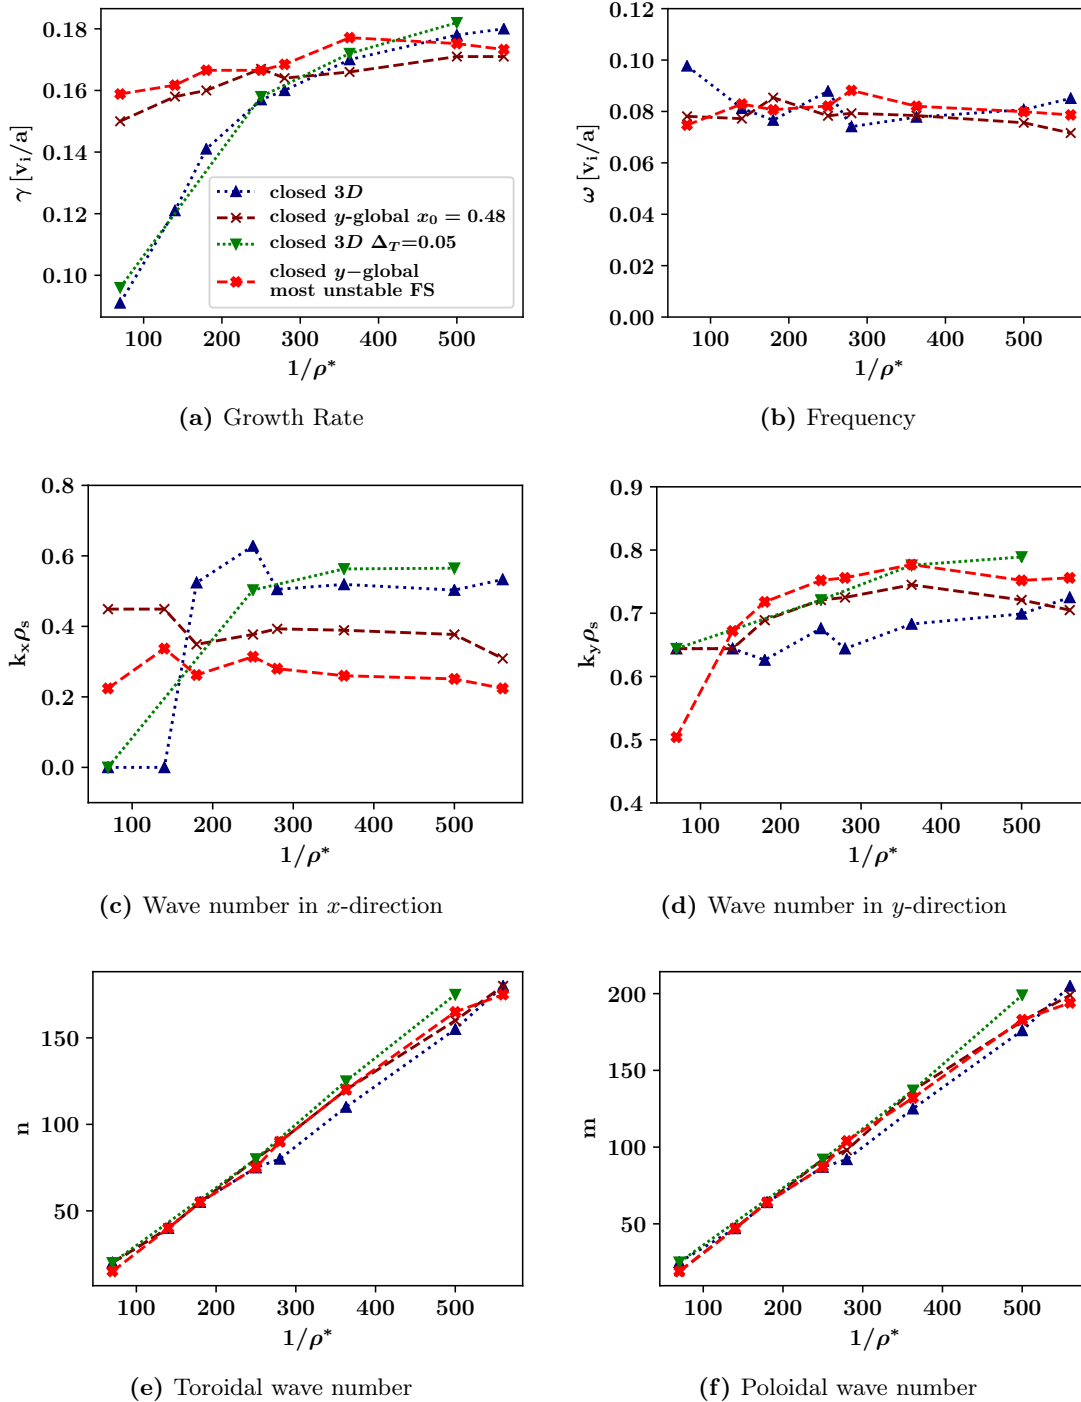 0.18
0.16
0.14
0.12
0.10
γ [v_i/a]
closed 3D
closed y-global x_0 = 0.48
closed 3D Δ_T=0.05
closed y−global
most unstable FS
100 200 300 400 500
1/ρ*
(a) Growth Rate
0.12
0.10
0.08
0.06
0.04
0.02
0.00
ω [v_i/a]
100 200 300 400 500
1/ρ*
(b) Frequency
0.8
0.6
0.4
0.2
0.0
k_xρ_s
100 200 300 400 500
1/ρ*
(c) Wave number in x-direction
0.9
0.8
0.7
0.6
0.5
0.4
k_yρ_s
100 200 300 400 500
1/ρ*
(d) Wave number in y-direction
150
100
50
n
100 200 300 400 500
1/ρ*
(e) Toroidal wave number
200
150
100
50
m
100 200 300 400 500
1/ρ*
(f) Poloidal wave number